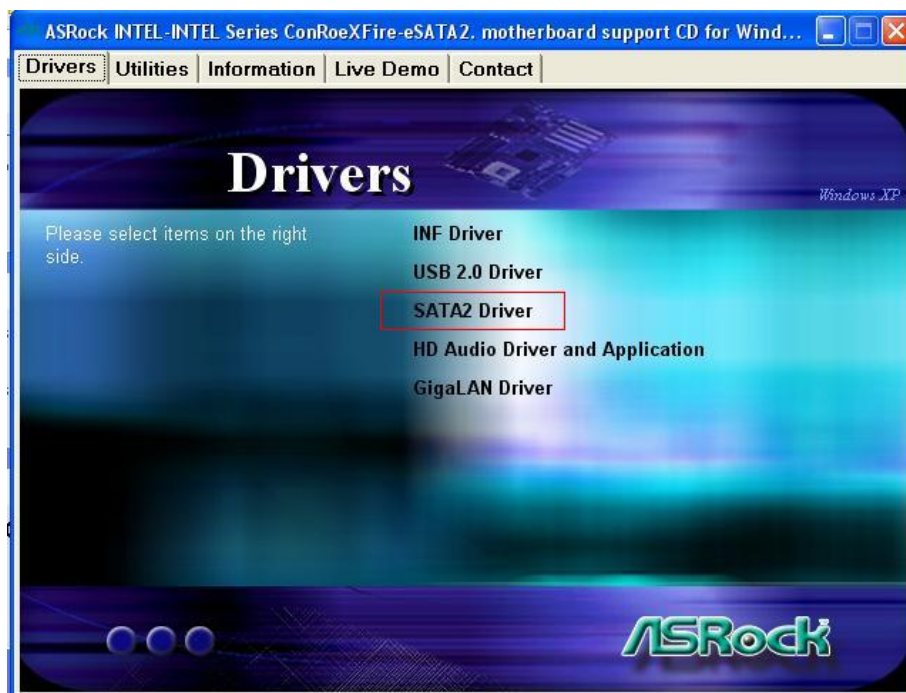 ASRock INTEL-INTEL Series ConRoeXFire-eSATA2. motherboard support CD for Wind...
Drivers Utilities Information Live Demo Contact
Drivers
Windows XP
Please select items on the right
side.
INF Driver
USB 2.0 Driver
SATA2 Driver
HD Audio Driver and Application
GigaLAN Driver
ASRock